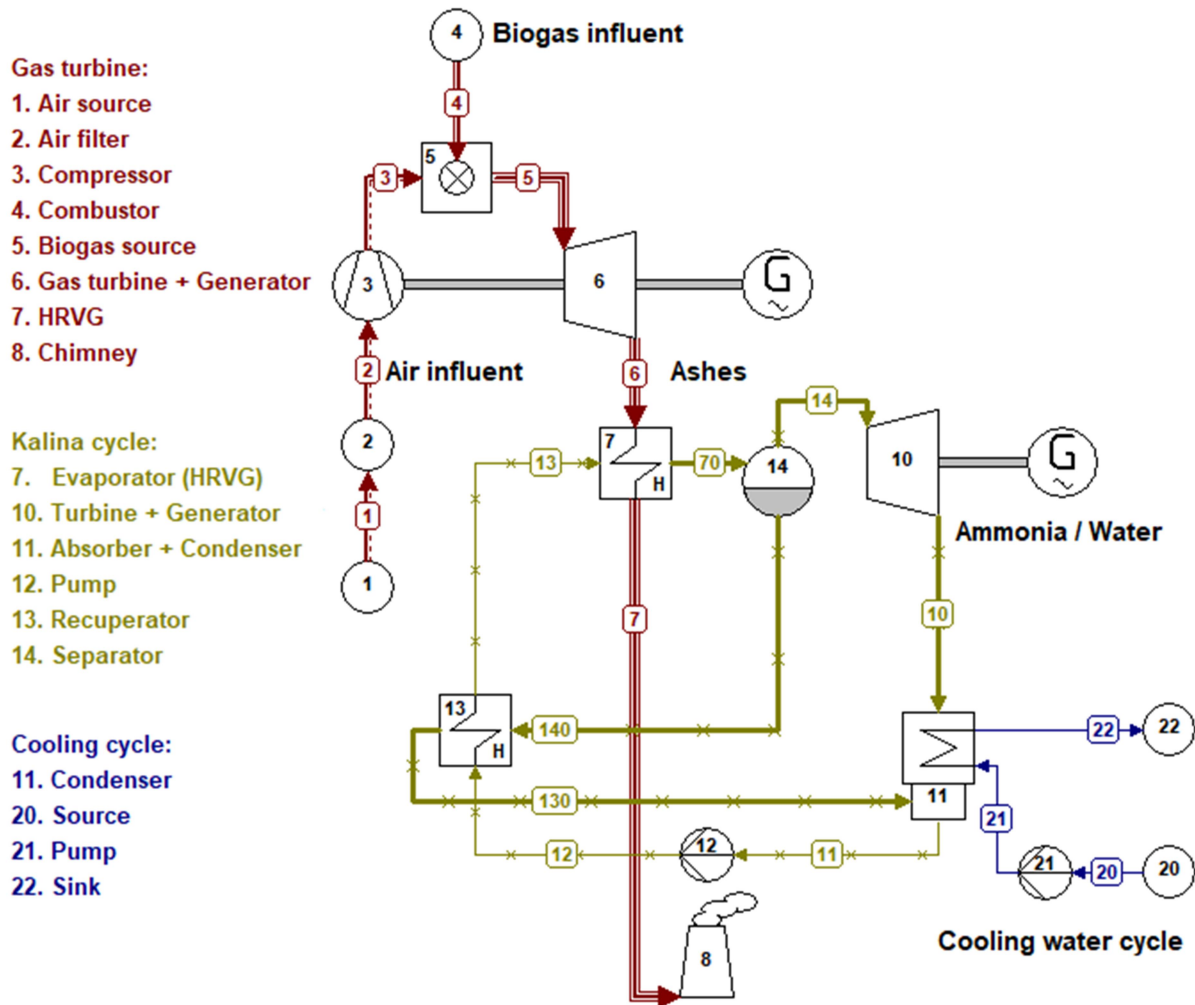 Gas turbine:
1. Air source
2. Air filter
3. Compressor
4. Combustor
5. Biogas source
6. Gas turbine + Generator
7. HRVG
8. Chimney
Kalina cycle:
7. Evaporator (HRVG)
10. Turbine + Generator
11. Absorber + Condenser
12. Pump
13. Recuperator
14. Separator
Cooling cycle:
11. Condenser
20. Source
21. Pump
22. Sink
4
Biogas influent
4
5
3
5
3
6
G
~
2
Air influent
6
Ashes
2
1
1
7
H
13
70
14
14
10
G
~
Ammonia / Water
10
7
13
H
140
130
22
22
11
21
12
12
11
21
20
20
8
Cooling water cycle